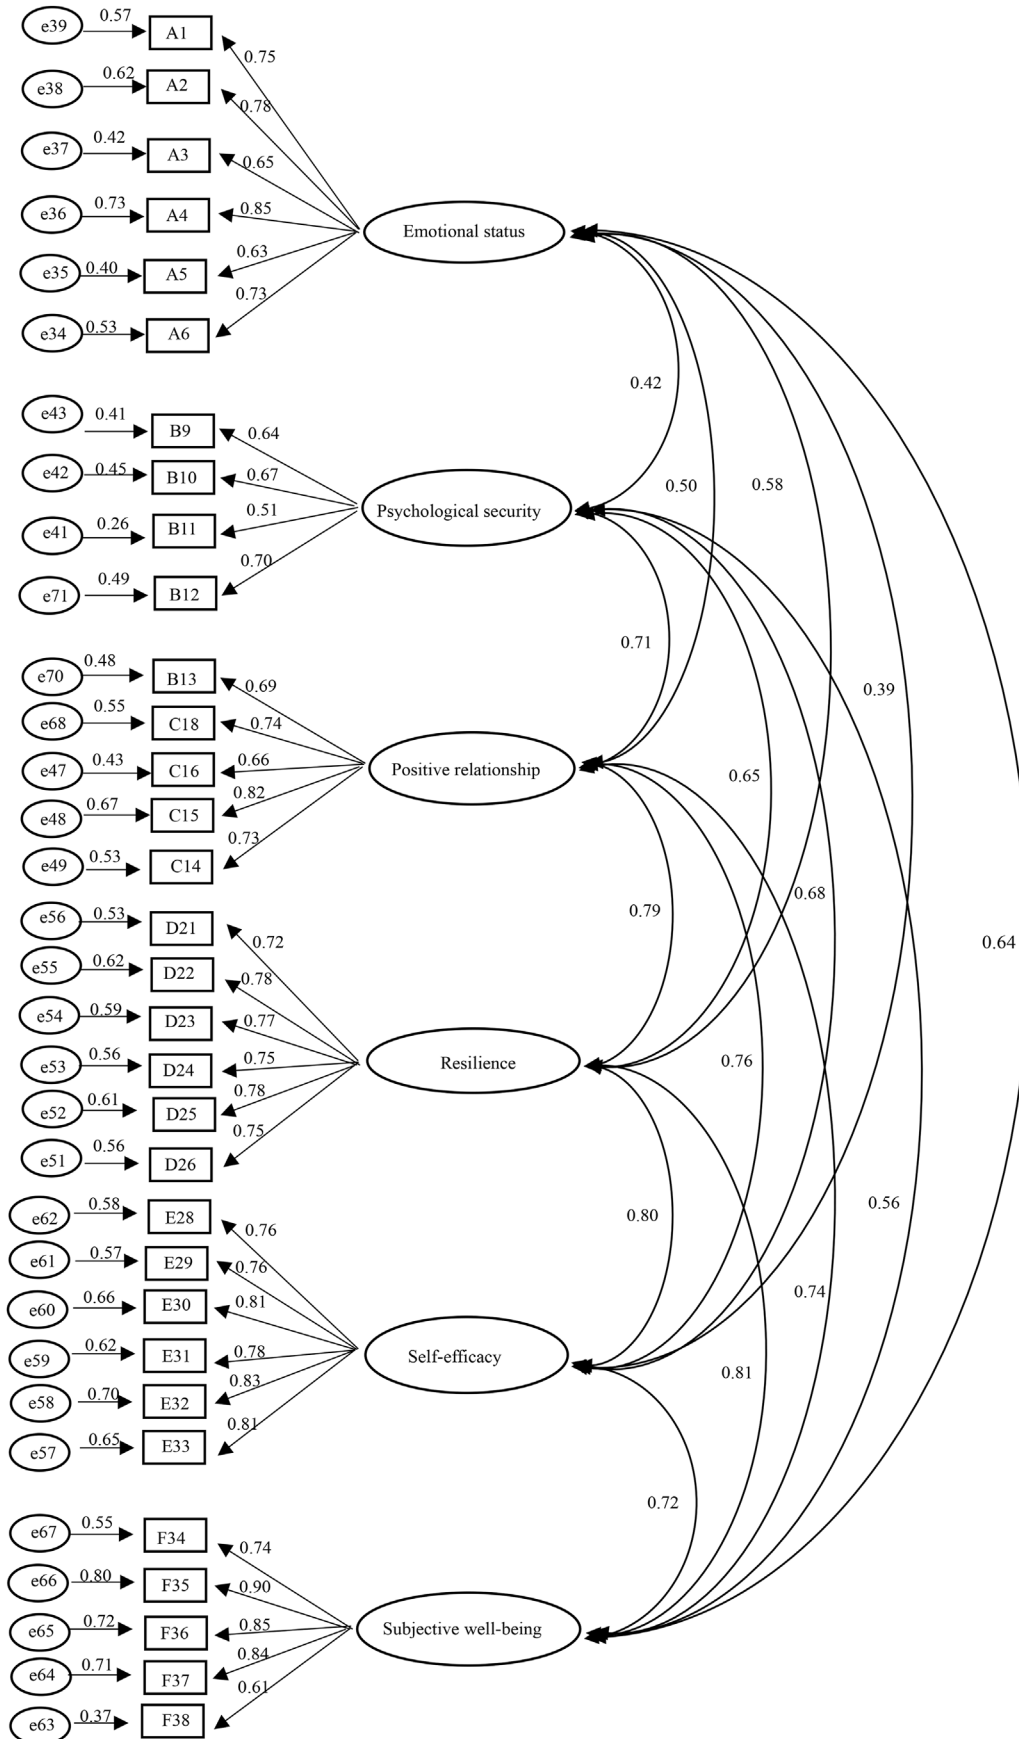 e39 0.57 A1 0.75
e38 0.62 A2 0.78
e37 0.42 A3 0.65
e36 0.73 A4 0.85
Emotional status
e35 0.40 A5 0.63
e34 0.53 A6 0.73
0.42
e43 0.41 B9 0.64
e42 0.45 B10 0.67
0.50 0.58
Psychological security
e41 0.26 B11 0.51
e71 0.49 B12 0.70
0.71
e70 0.48 B13 0.69
0.39
e68 0.55 C18 0.74
e47 0.43 C16 0.66
Positive relationship
0.65
e48 0.67 C15 0.82
e49 0.53 C14 0.73
0.68
0.79
e56 0.53 D21 0.72
0.64
e55 0.62 D22 0.78
e54 0.59 D23 0.77
e53 0.56 D24 0.75
Resilience
0.76
e52 0.61 D25 0.78
e51 0.56 D26 0.75
0.56
e62 0.58 E28 0.76
0.80
e61 0.57 E29 0.76
0.74
e60 0.66 E30 0.81
e59 0.62 E31 0.78
Self-efficacy
0.81
e58 0.70 E32 0.83
e57 0.65 E33 0.81
0.72
e67 0.55 F34 0.74
e66 0.80 F35 0.90
e65 0.72 F36 0.85
Subjective well-being
e64 0.71 F37 0.84
e63 0.37 F38 0.61